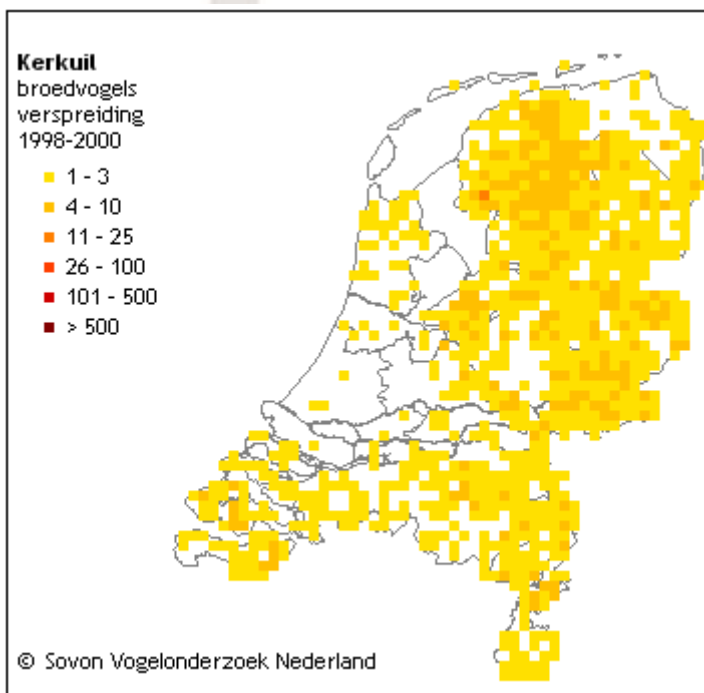 Kerkuil
broedvogels
verspreiding
1998-2000
1 - 3
4 - 10
11 - 25
26 - 100
101 - 500
> 500
© Sovon Vogelonderzoek Nederland